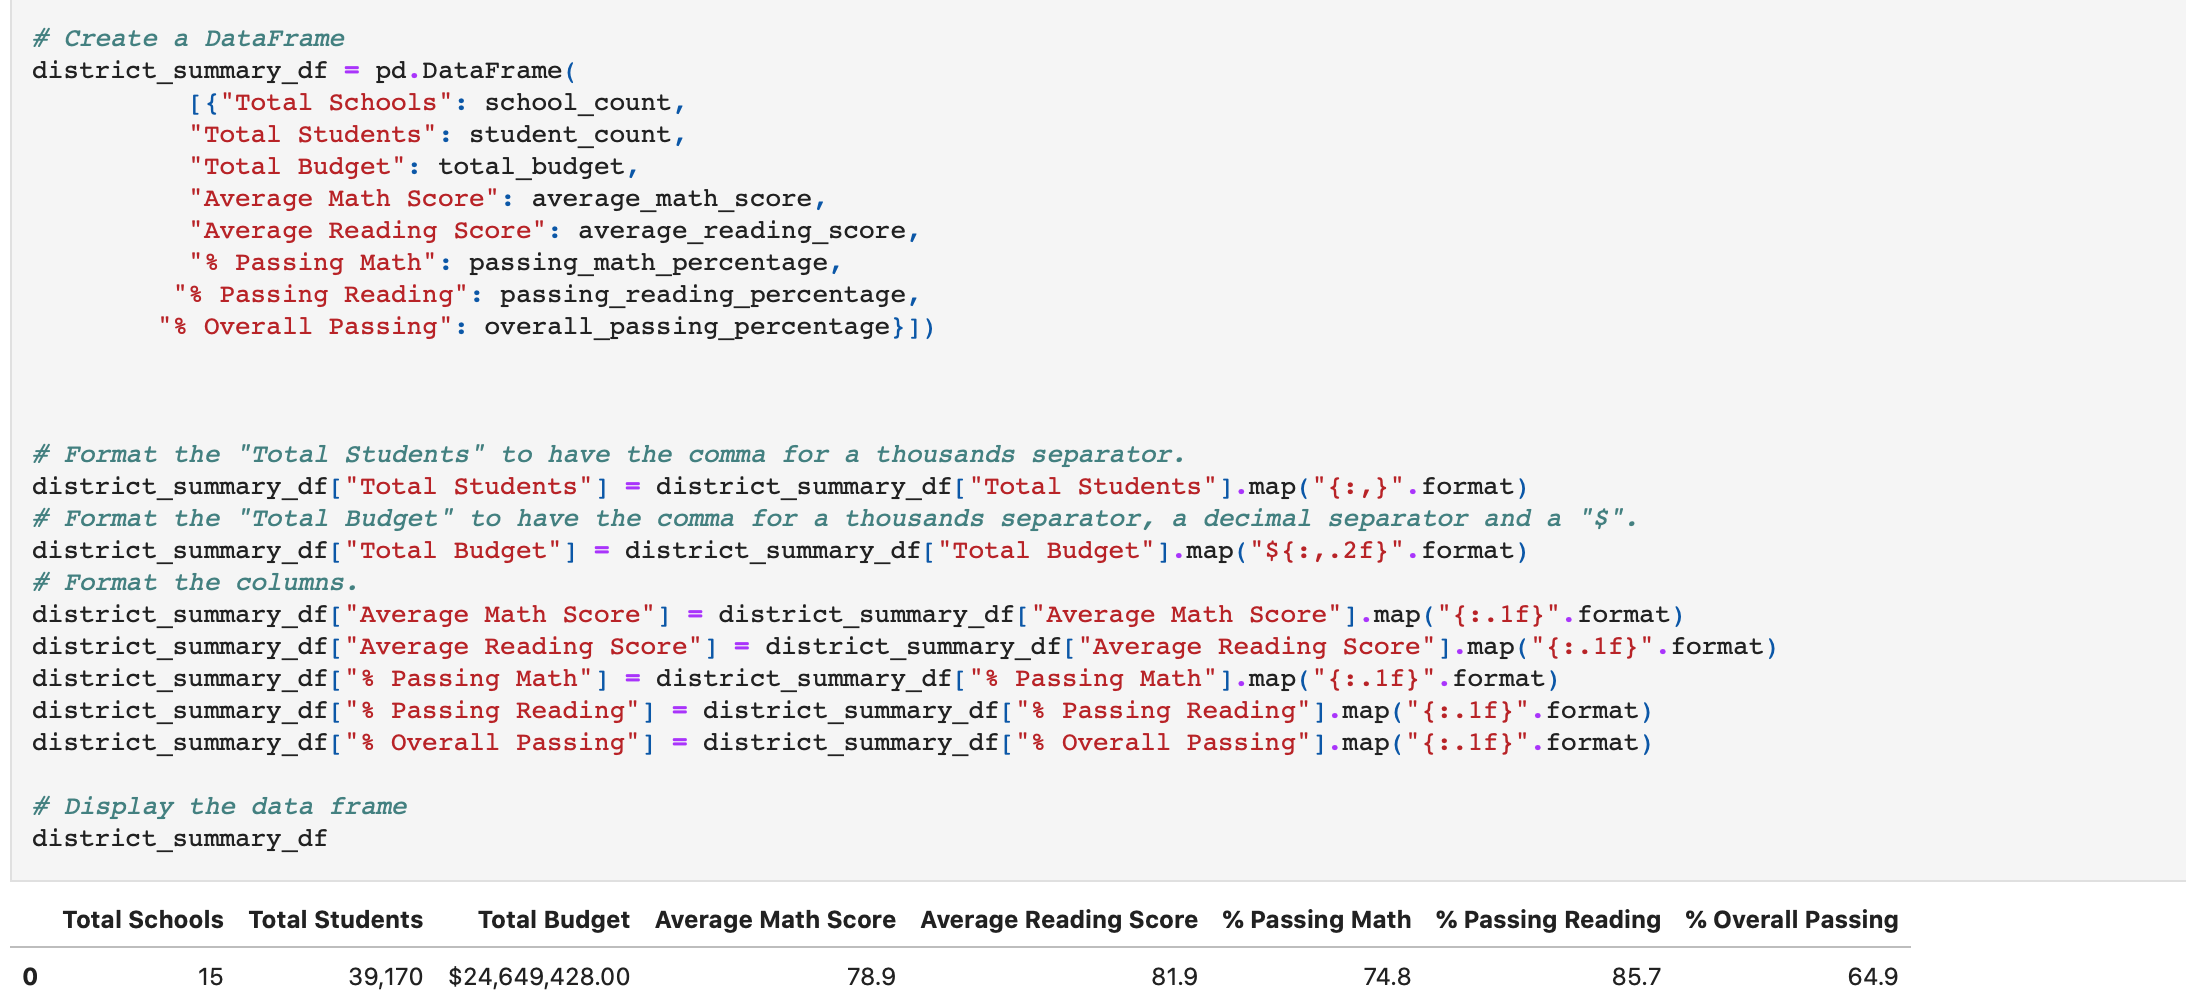 # Create a DataFrame
district_summary_df = pd.DataFrame(
          [{"Total Schools": school_count,
          "Total Students": student_count,
          "Total Budget": total_budget,
          "Average Math Score": average_math_score,
          "Average Reading Score": average_reading_score,
          "% Passing Math": passing_math_percentage,
         "% Passing Reading": passing_reading_percentage,
        "% Overall Passing": overall_passing_percentage}])
# Format the "Total Students" to have the comma for a thousands separator.
district_summary_df["Total Students"] = district_summary_df["Total Students"].map("{:,}".format)
# Format the "Total Budget" to have the comma for a thousands separator, a decimal separator and a "$".
district_summary_df["Total Budget"] = district_summary_df["Total Budget"].map("${:,.2f}".format)
# Format the columns.
district_summary_df["Average Math Score"] = district_summary_df["Average Math Score"].map("{:.1f}".format)
district_summary_df["Average Reading Score"] = district_summary_df["Average Reading Score"].map("{:.1f}".format)
district_summary_df["% Passing Math"] = district_summary_df["% Passing Math"].map("{:.1f}".format)
district_summary_df["% Passing Reading"] = district_summary_df["% Passing Reading"].map("{:.1f}".format)
district_summary_df["% Overall Passing"] = district_summary_df["% Overall Passing"].map("{:.1f}".format)
# Display the data frame
district_summary_df
Total Schools Total Students Total Budget Average Math Score Average Reading Score % Passing Math % Passing Reading % Overall Passing
0 15 39,170 $24,649,428.00 78.9 81.9 74.8 85.7 64.9